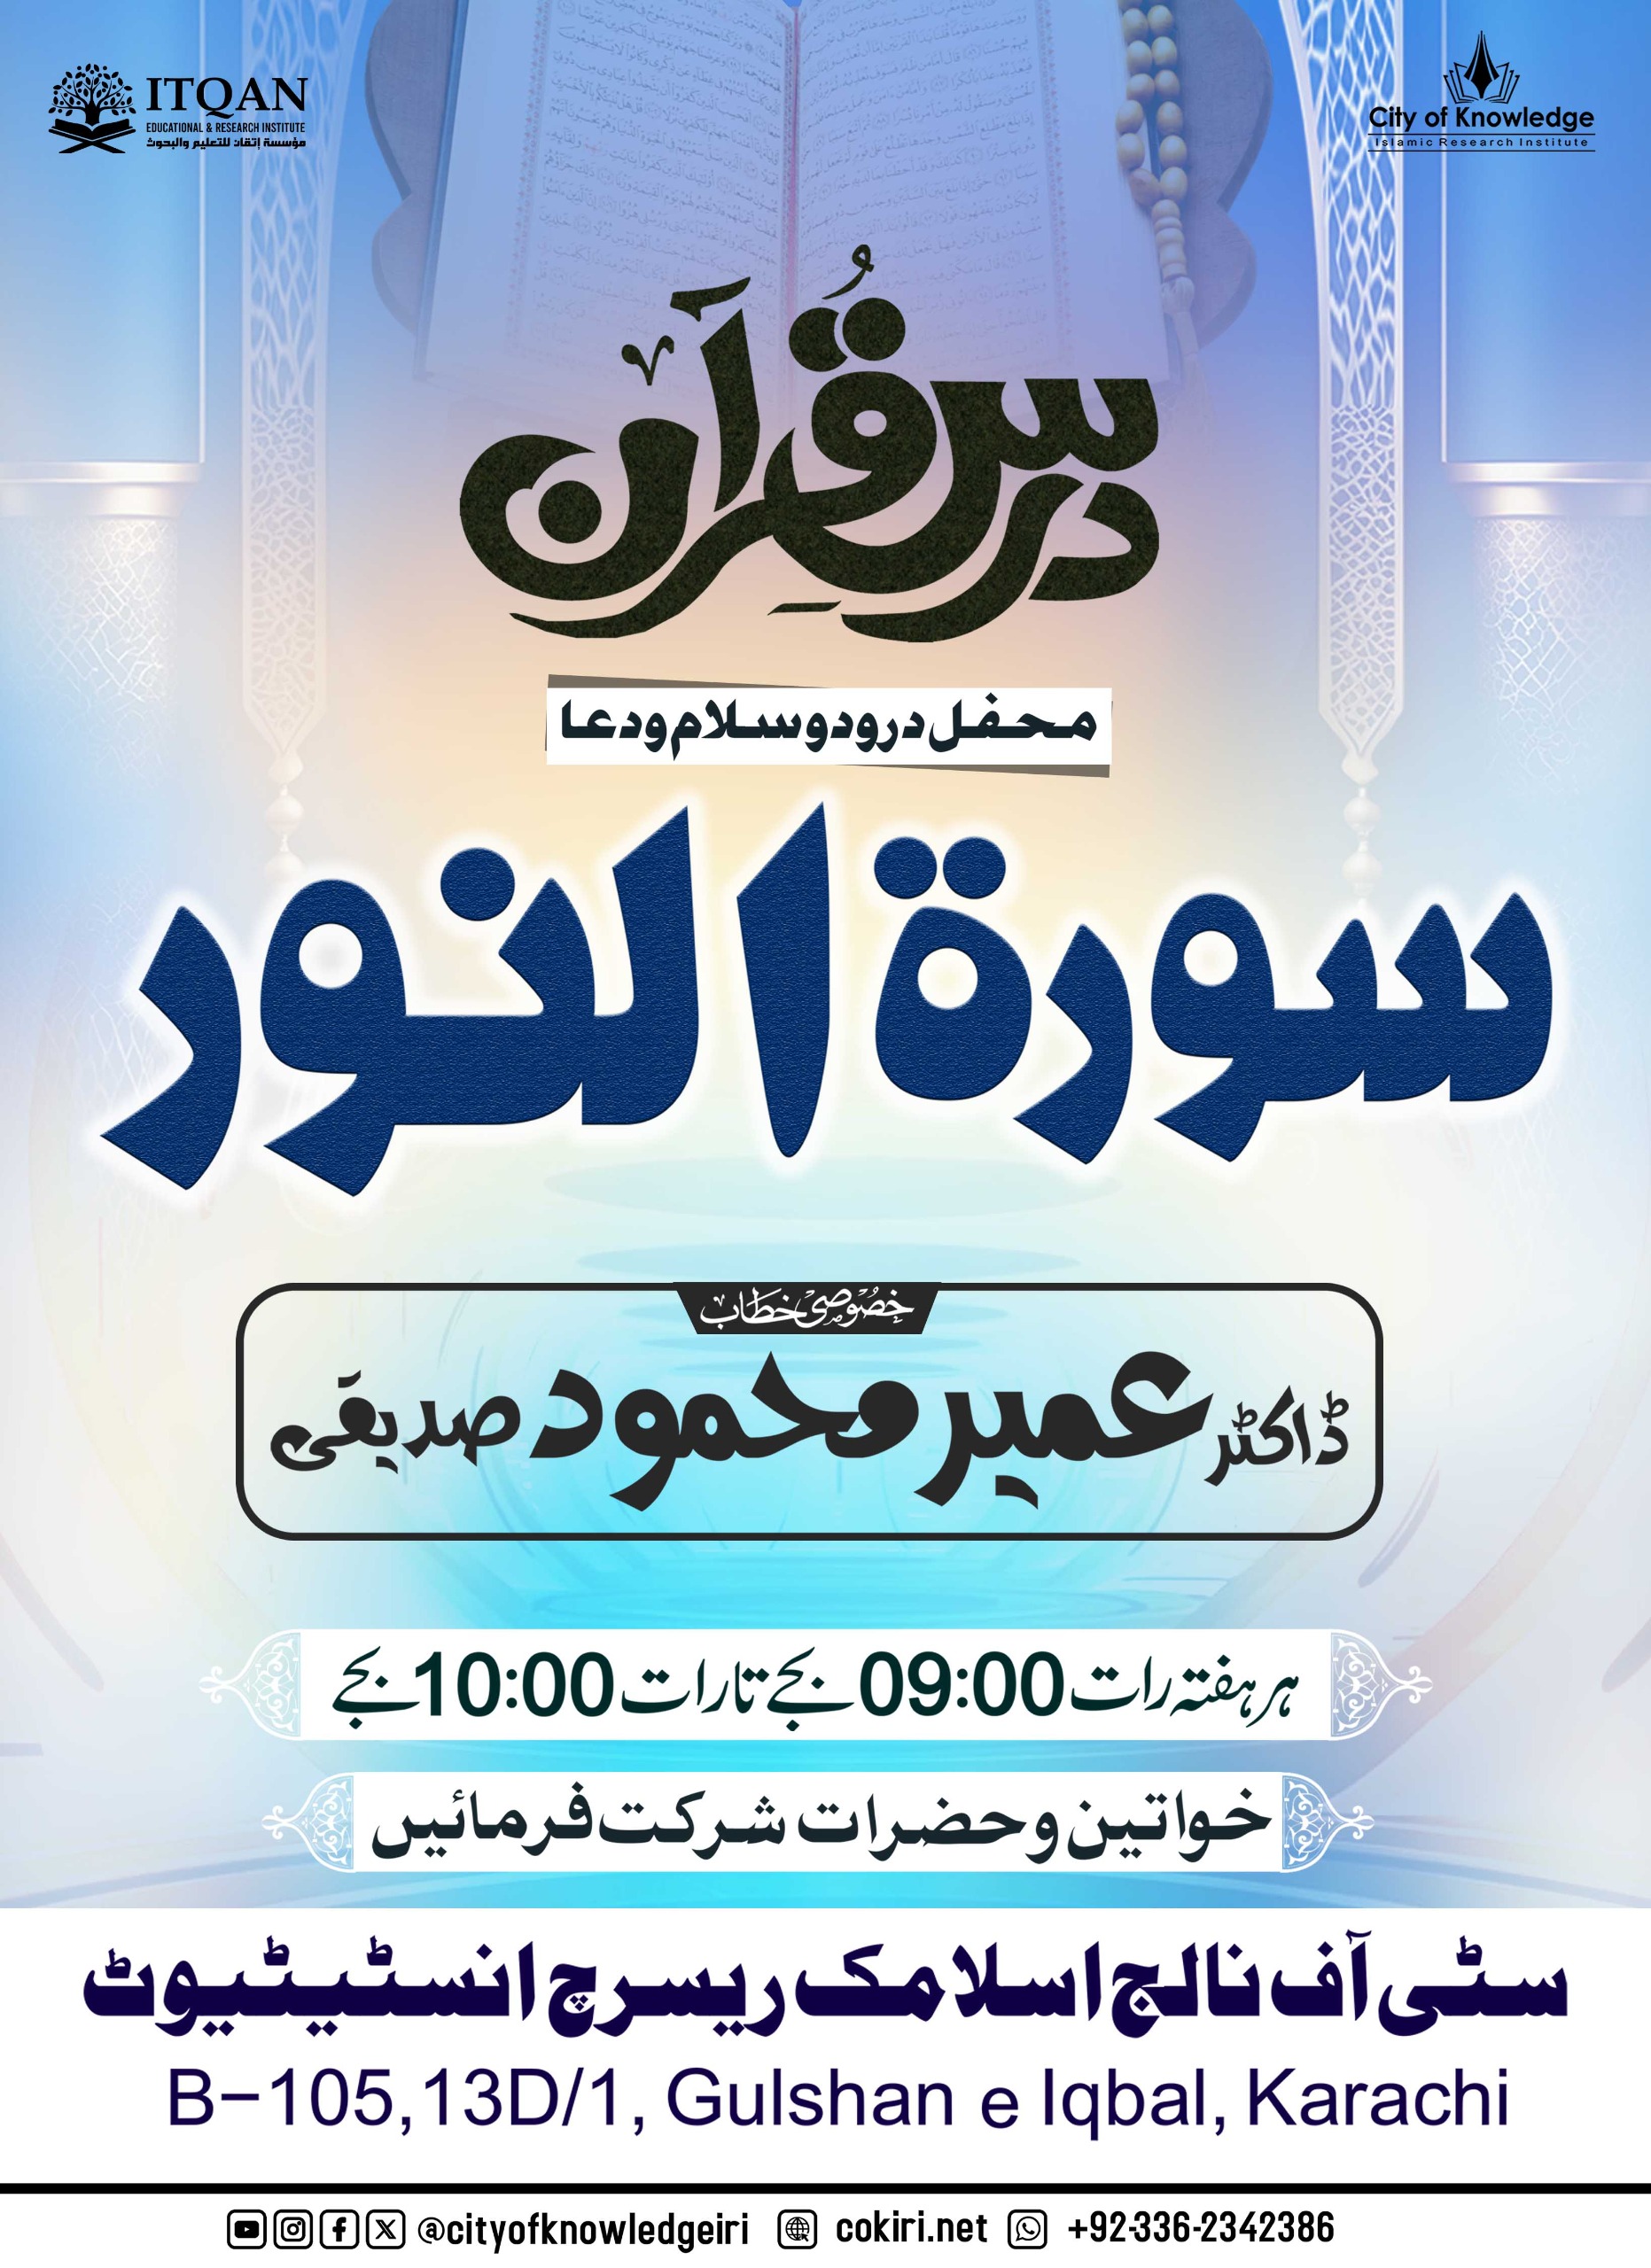 ITQAN
EDUCATIONAL & RESEARCH INSTITUTE
مؤسسة إتقان للتعليم والبحوث
City of Knowledge
Islamic Research Institute
درسِ قُرآن
محفل درود و سلام و دعا
سورة النور
خصوصی خطاب
ڈاکٹر عمیر محمود صدیقی
ہر ہفتہ رات 09:00 بجے تا رات 10:00 بجے
خواتین و حضرات شرکت فرمائیں
سٹی آف نالج اسلامک ریسرچ انسٹیٹیوٹ
B-105,13D/1, Gulshan e Iqbal, Karachi
@cityofknowledgeiri cokiri.net +92-336-2342386